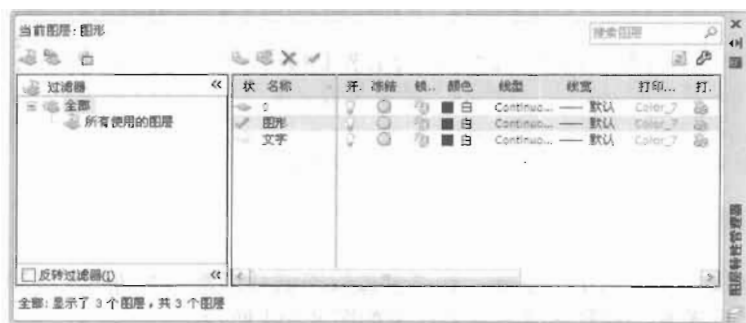 当前图层: 图形
搜索图层
过滤器 «
状 名称 开. 冻结 锁.. 颜色 线型 线宽 打印... 打.
全部
所有使用的图层
0 白 Continuo... 默认 Color_7
图形 白 Continuo... 默认 Color_7
文字 白 Continuo... 默认 Color_7
反转过滤器(I) «
全部: 显示了 3 个图层，共 3 个图层
图层特性管理器